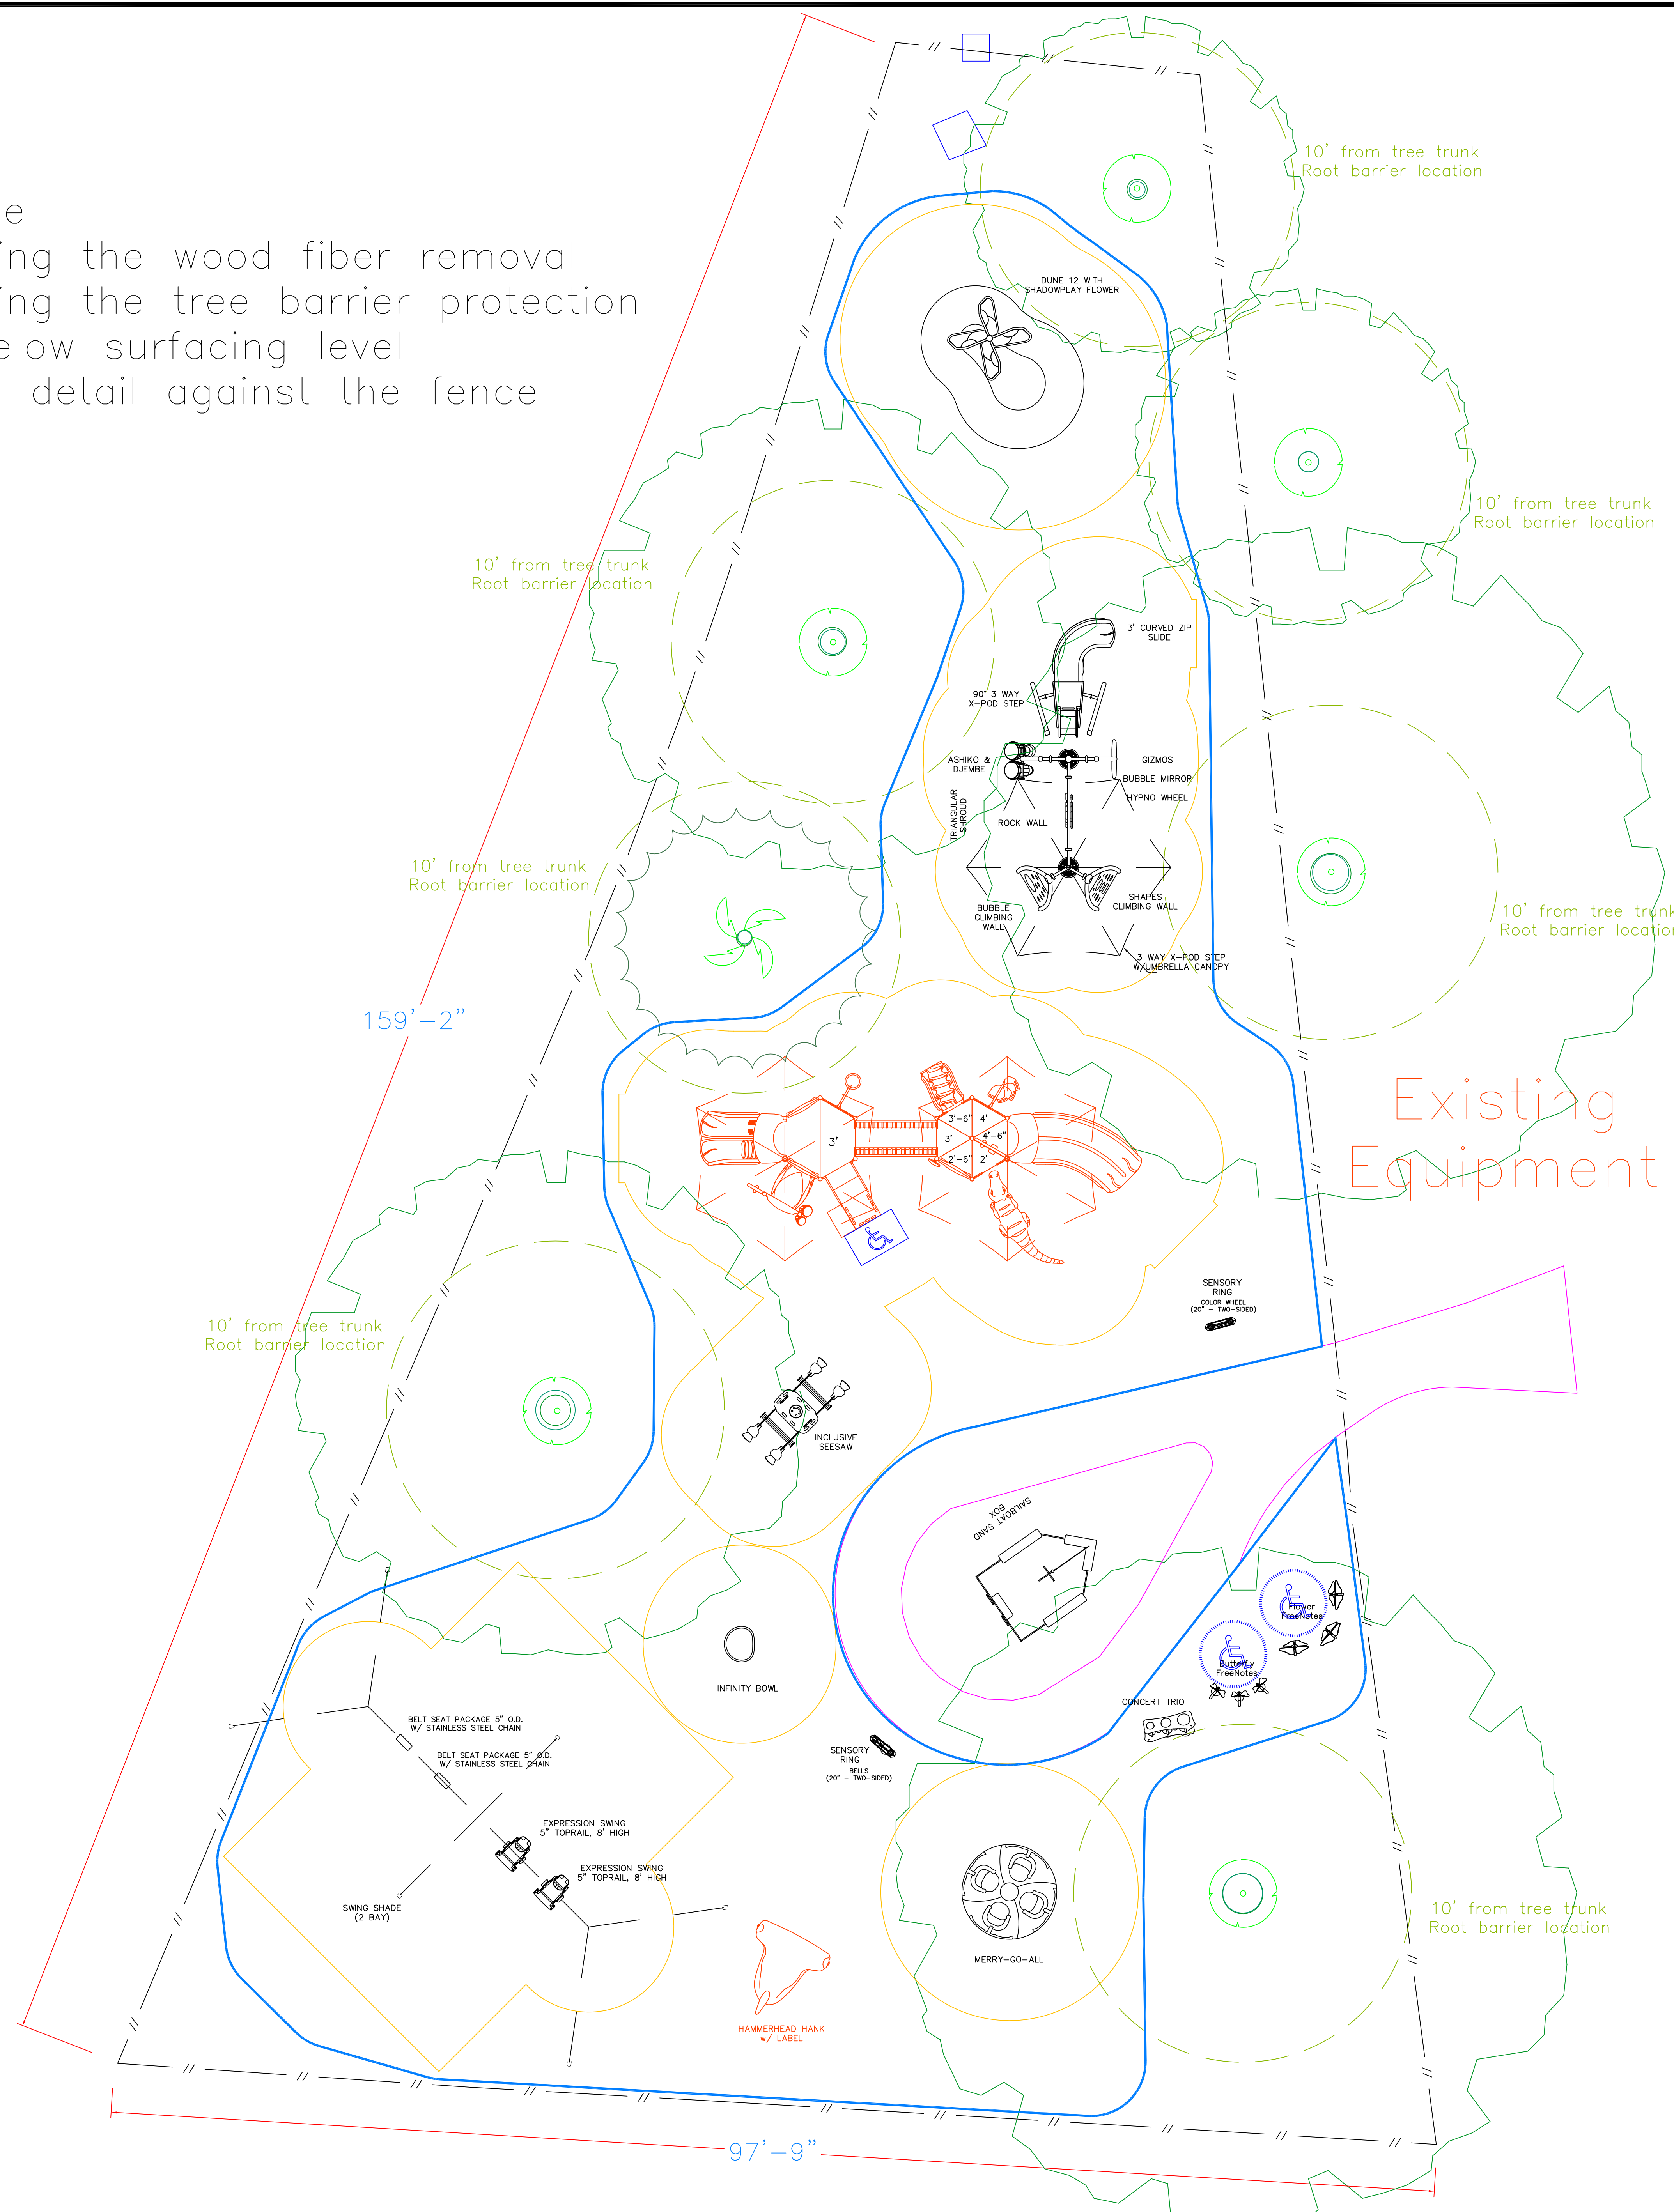 e
ing the wood fiber removal
ing the tree barrier protection
elow surfacing level
detail against the fence
10' from tree trunk
Root barrier location
DUNE 12 WITH
SHADOWPLAY FLOWER
10' from tree trunk
Root barrier location
10' from tree trunk
Root barrier location
3' CURVED ZIP
SLIDE
90° 3 WAY
X-POD STEP
ASHIKO &
DJEMBE
GIZMOS
BUBBLE MIRROR
HYPNO WHEEL
TRIANGULAR
SHROUD
ROCK WALL
10' from tree trunk
Root barrier location
BUBBLE
CLIMBING
WALL
SHAPES
CLIMBING WALL
10' from tree trunk
Root barrier location
3 WAY X-POD STEP
W/UMBRELLA CANOPY
159'-2"
Existing
Equipment
3'
3'-6"
4'
3'
4'-6"
2'-6"
2'
SENSORY
RING
COLOR WHEEL
(20" - TWO-SIDED)
10' from tree trunk
Root barrier location
INCLUSIVE
SEESAW
SAILBOAT SAND
BOX
Flower
FreeNotes
Butterfly
FreeNotes
INFINITY BOWL
CONCERT TRIO
BELT SEAT PACKAGE 5" O.D.
W/ STAINLESS STEEL CHAIN
BELT SEAT PACKAGE 5" O.D.
W/ STAINLESS STEEL CHAIN
SENSORY
RING
BELLS
(20" - TWO-SIDED)
EXPRESSION SWING
5" TOPRAIL, 8' HIGH
EXPRESSION SWING
5" TOPRAIL, 8' HIGH
SWING SHADE
(2 BAY)
10' from tree trunk
Root barrier location
MERRY-GO-ALL
HAMMERHEAD HANK
w/ LABEL
97'-9"